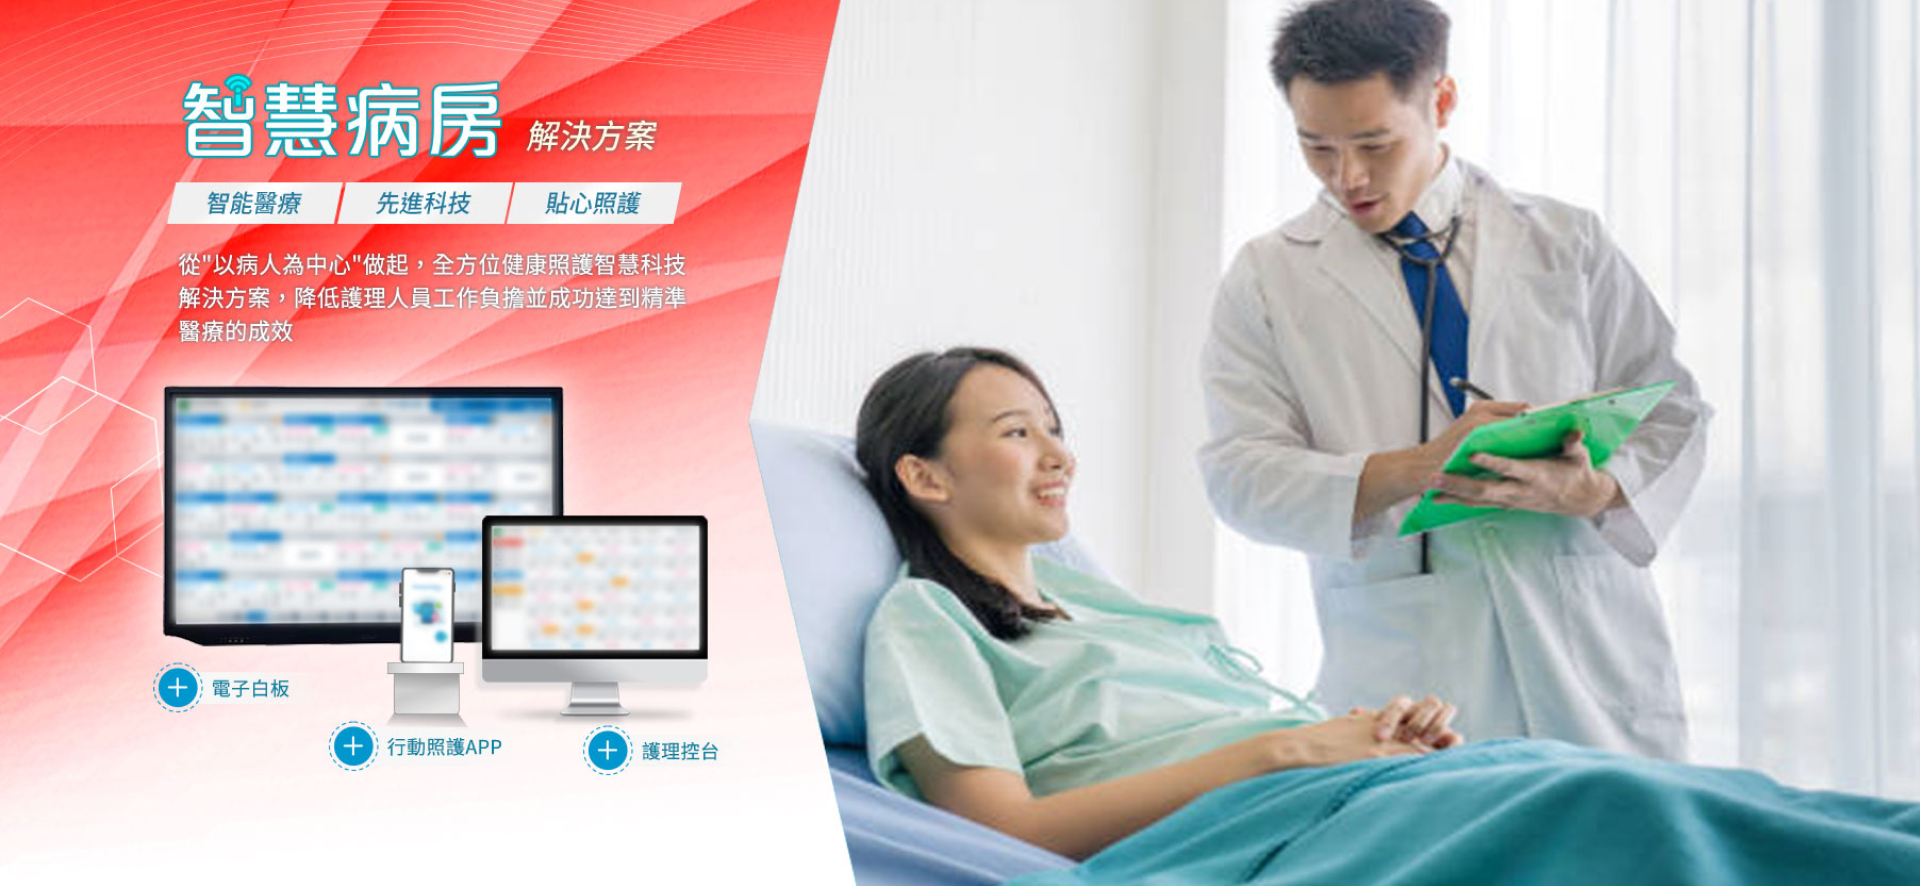 智慧病房 解決方案
智能醫療 先進科技 貼心照護
從"以病人為中心"做起，全方位健康照護智慧科技
解決方案，降低護理人員工作負擔並成功達到精準
醫療的成效
電子白板
行動照護APP
護理控台